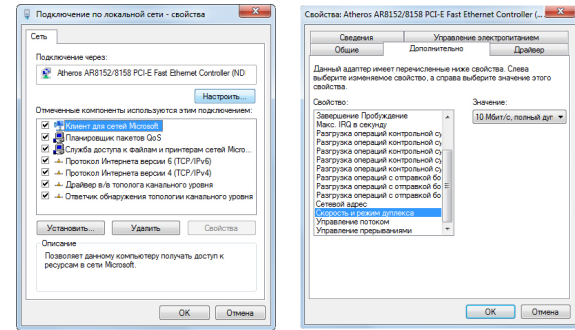 Подключение по локальной сети - свойства
Сеть
Подключение через:
Atheros AR8152/8158 PCI-E Fast Ethernet Controller (ND
Настроить...
Отмеченные компоненты используются этим подключением:
Клиент для сетей Microsoft
Планировщик пакетов QoS
Служба доступа к файлам и принтерам сетей Micro...
Протокол Интернета версии 6 (TCP/IPv6)
Протокол Интернета версии 4 (TCP/IPv4)
Драйвер в/в тополога канального уровня
Ответчик обнаружения топологии канального уровня
Установить...
Удалить
Свойства
Описание
Позволяет данному компьютеру получать доступ к
ресурсам в сети Microsoft.
OK
Отмена
Свойства: Atheros AR8152/8158 PCI-E Fast Ethernet Controller (...
Сведения
Управление электропитанием
Общие
Дополнительно
Драйвер
Данный адаптер имеет перечисленные ниже свойства. Слева
выберите изменяемое свойство, а справа выберите значение этого
свойства.
Свойство:
Значение:
Завершение Пробуждение
Макс. IRQ в секунду
Разгрузка операций контрольной су
Разгрузка операций контрольной су
Разгрузка операций контрольной су
Разгрузка операций контрольной су
Разгрузка операций с отправкой бо
Разгрузка операций с отправкой бо
Разгрузка операций с отправкой бо
Сетевой адрес
Скорость и режим дуплекса
Управление потоком
Управление прерываниями
10 Мбит/с, полный дуп
OK
Отмена